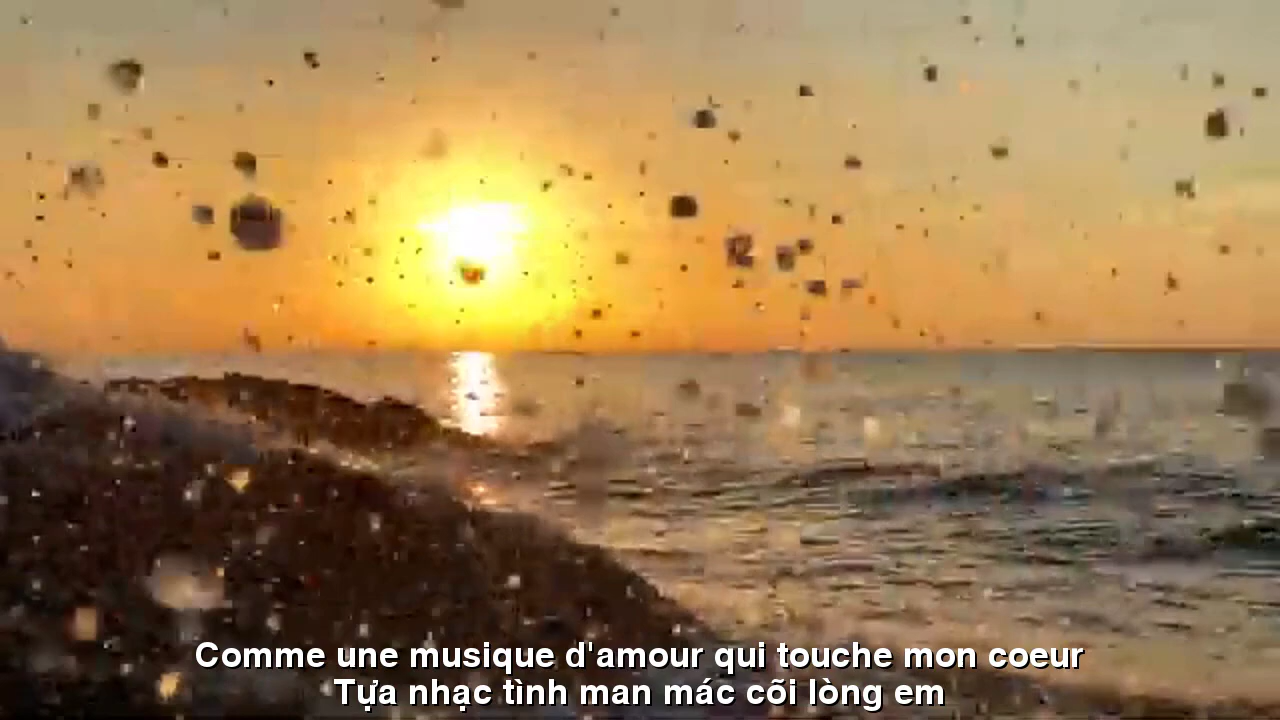 Comme une musique d'amour qui touche mon coeur
Tựa nhạc tình man mác cõi lòng em